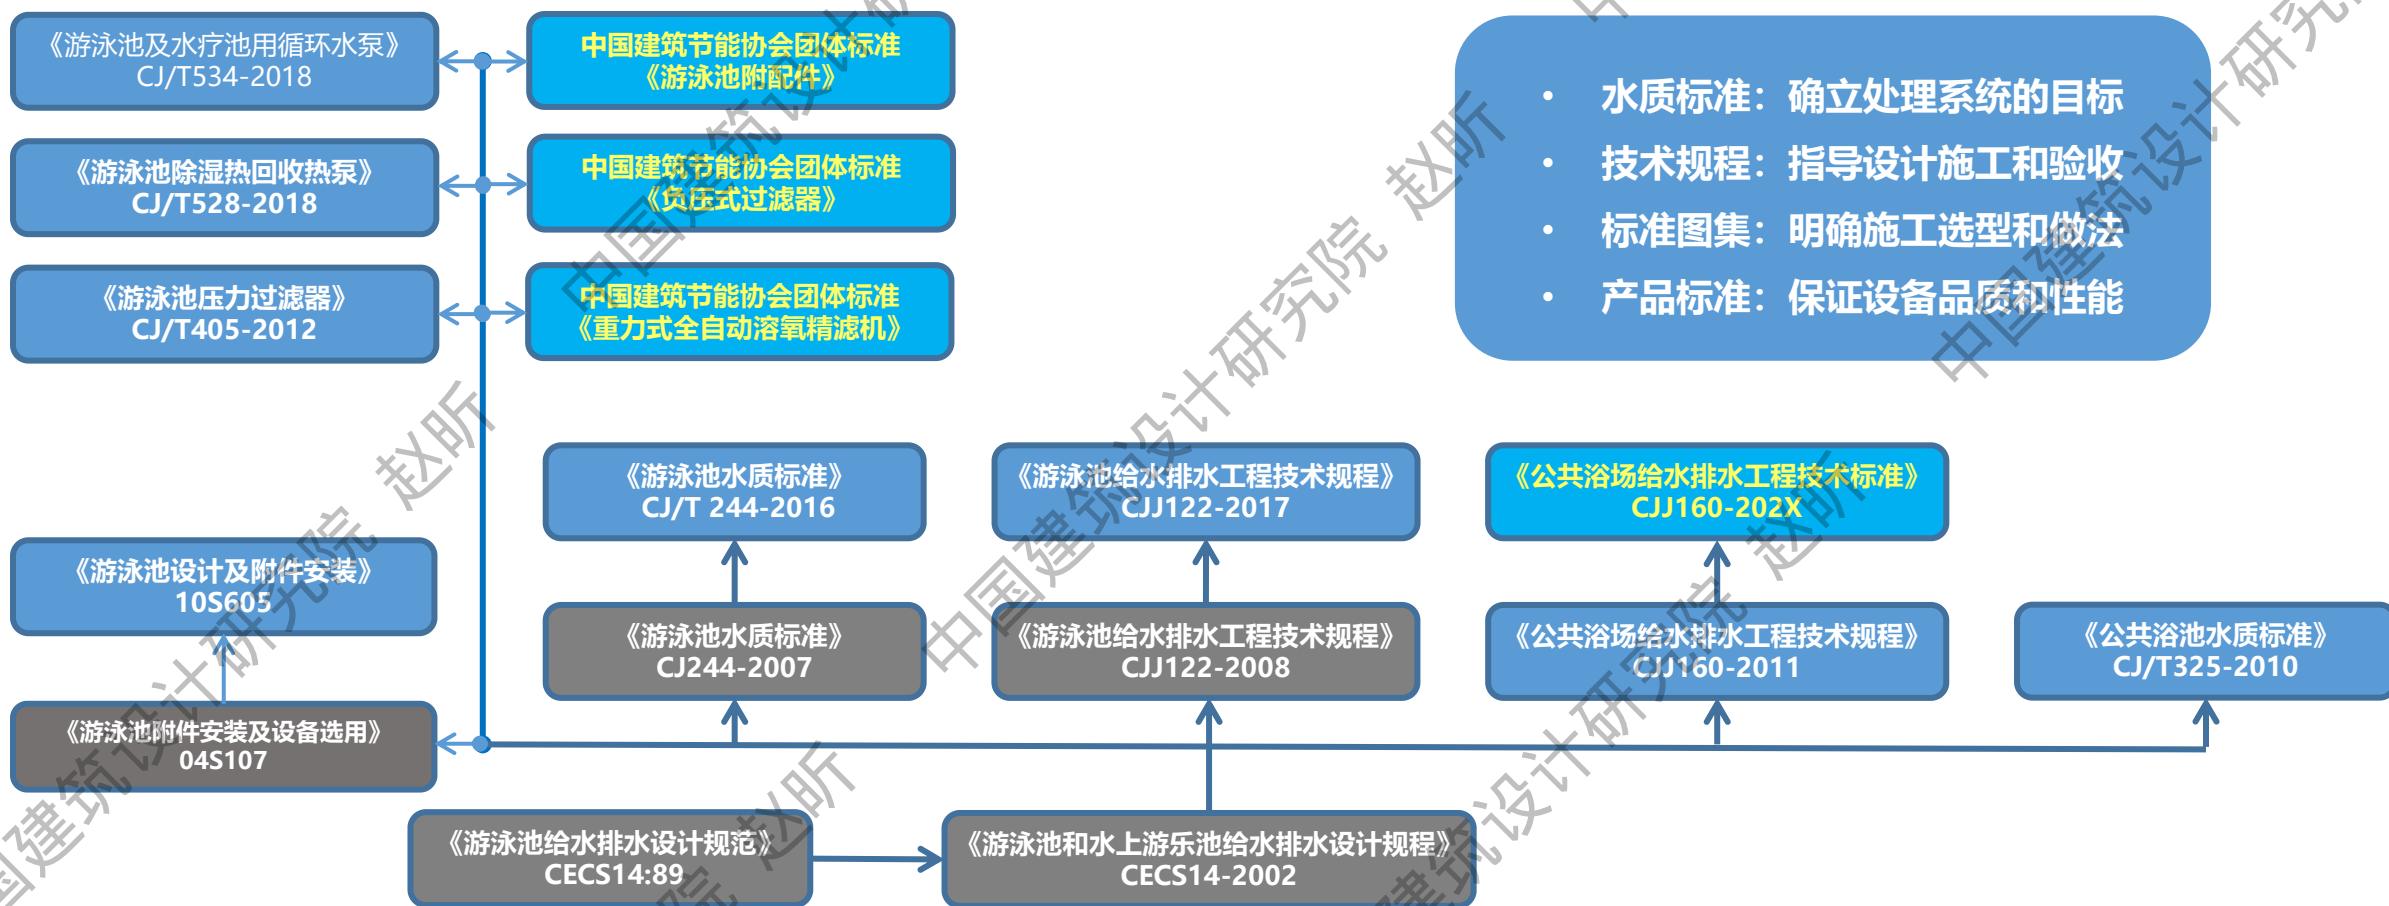 《游泳池及水疗池用循环水泵》
CJ/T534-2018
中国建筑节能协会团体标准
《游泳池附配件》
《游泳池除湿热回收热泵》
CJ/T528-2018
中国建筑节能协会团体标准
《负压式过滤器》
《游泳池压力过滤器》
CJ/T405-2012
中国建筑节能协会团体标准
《重力式全自动溶氧精滤机》
• 水质标准：确立处理系统的目标
• 技术规程：指导设计施工和验收
• 标准图集：明确施工选型和做法
• 产品标准：保证设备品质和性能
《游泳池水质标准》
CJ/T 244-2016
《游泳池给水排水工程技术规程》
CJJ122-2017
《公共浴场给水排水工程技术标准》
CJJ160-202X
《游泳池设计及附件安装》
10S605
《游泳池水质标准》
CJ244-2007
《游泳池给水排水工程技术规程》
CJJ122-2008
《公共浴场给水排水工程技术规程》
CJJ160-2011
《公共浴池水质标准》
CJ/T325-2010
《游泳池附件安装及设备选用》
04S107
《游泳池给水排水设计规范》
CECS14:89
《游泳池和水上游乐池给水排水设计规程》
CECS14-2002
中国建筑设计研究院 赵昕